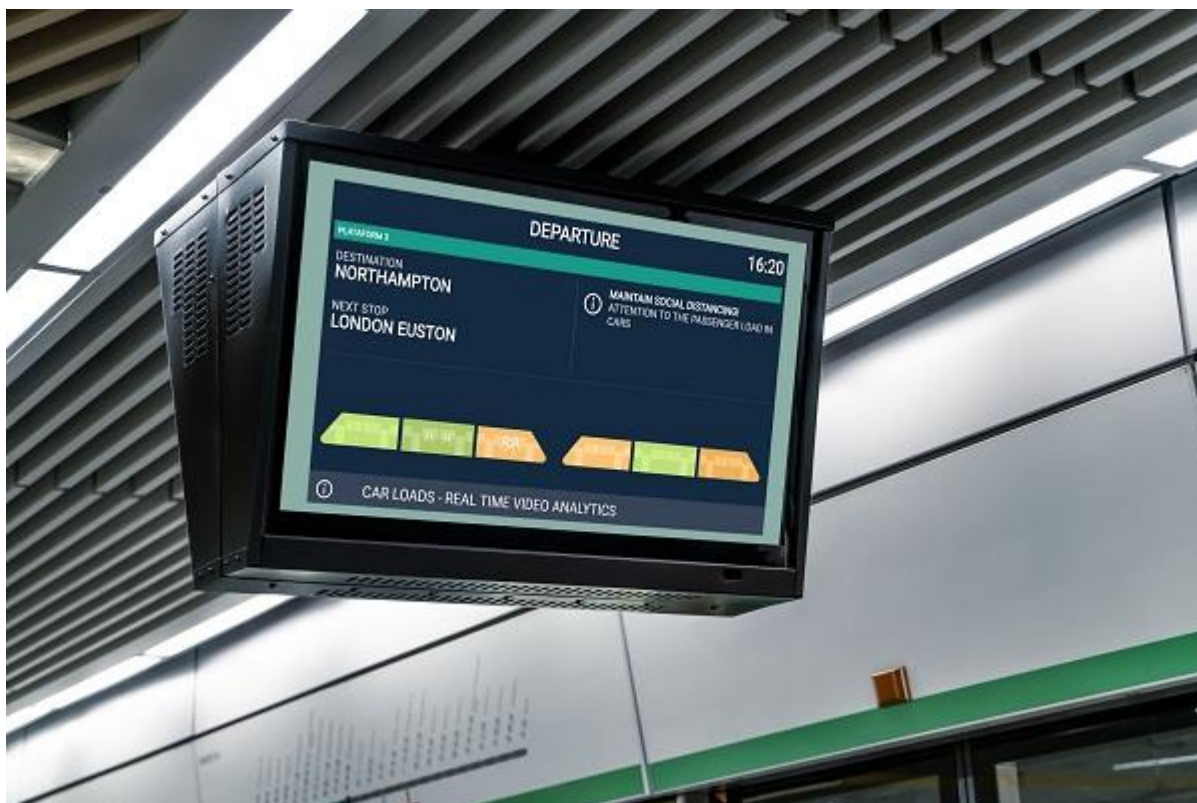 DEPARTURE
16:20
PLATAFORM 3
DESTINATION
NORTHAMPTON
NEXT STOP
LONDON EUSTON
MAINTAIN SOCIAL DISTANCING!
ATTENTION TO THE PASSENGER LOAD IN
CARS
CAR LOADS - REAL TIME VIDEO ANALYTICS